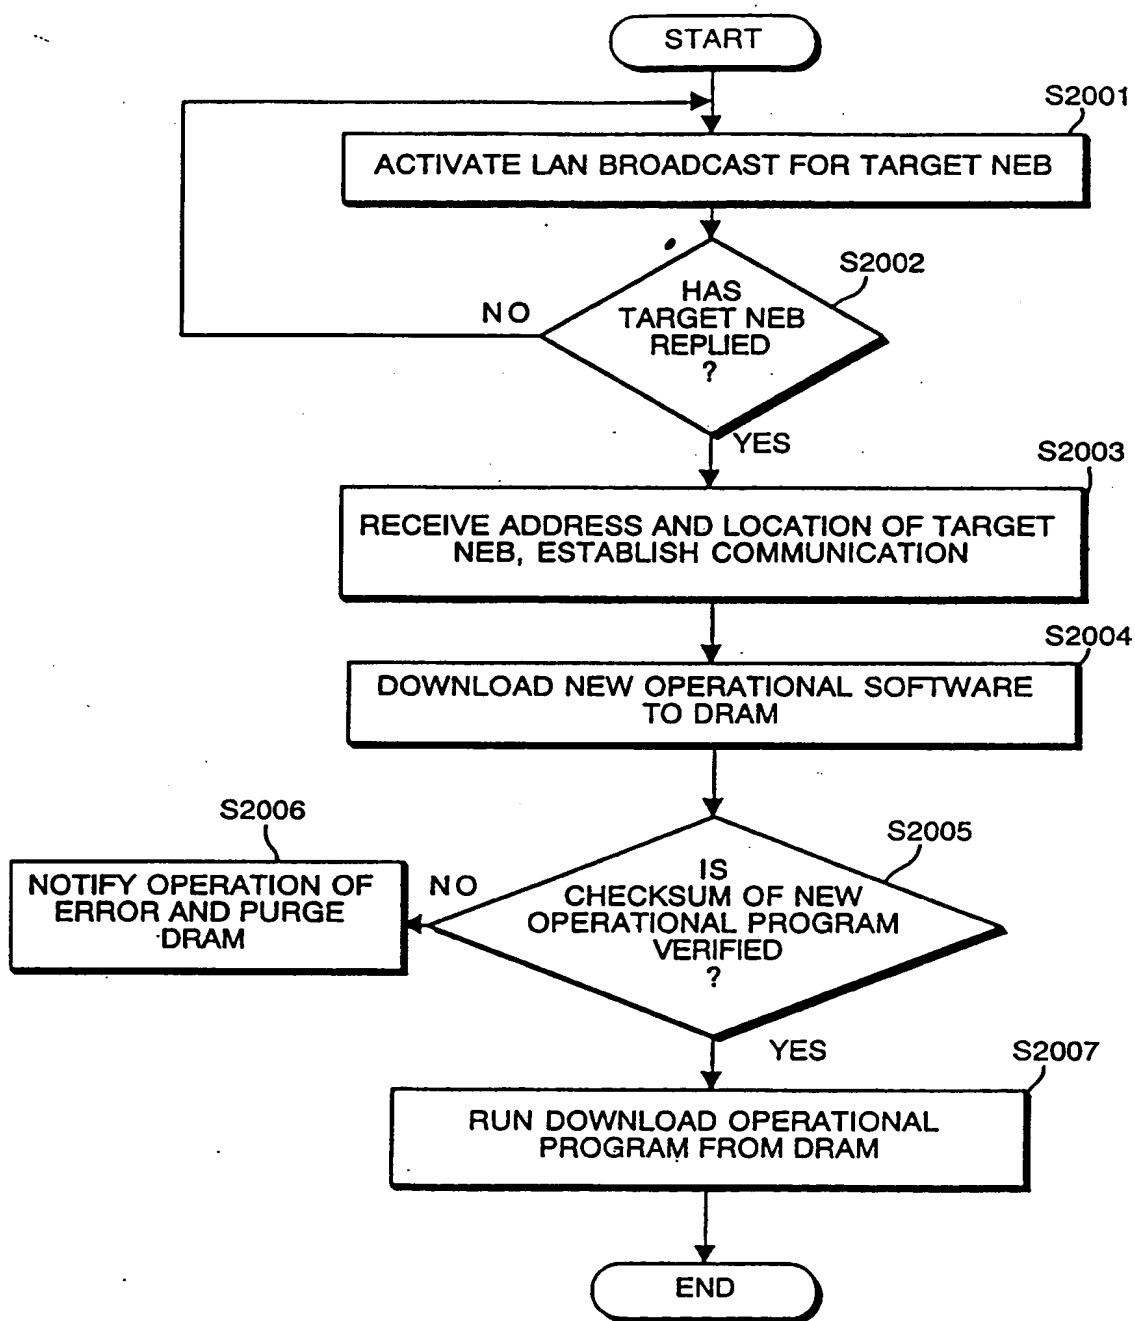 START
S2001
ACTIVATE LAN BROADCAST FOR TARGET NEB
S2002
HAS
TARGET NEB
REPLIED
?
NO
YES
S2003
RECEIVE ADDRESS AND LOCATION OF TARGET
NEB, ESTABLISH COMMUNICATION
S2004
DOWNLOAD NEW OPERATIONAL SOFTWARE
TO DRAM
S2005
IS
CHECKSUM OF NEW
OPERATIONAL PROGRAM
VERIFIED
?
NO
S2006
NOTIFY OPERATION OF
ERROR AND PURGE
DRAM
YES
S2007
RUN DOWNLOAD OPERATIONAL
PROGRAM FROM DRAM
END